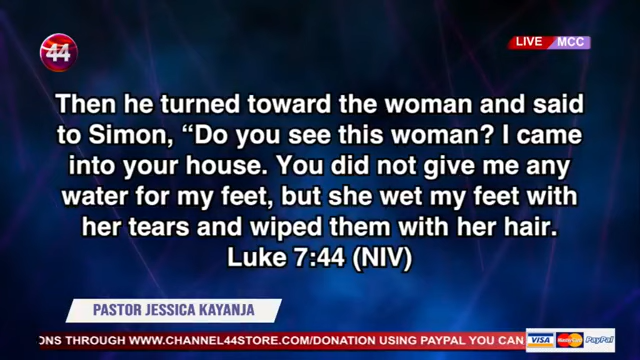 44
LIVE MCC
Then he turned toward the woman and said
to Simon, “Do you see this woman? I came
into your house. You did not give me any
water for my feet, but she wet my feet with
her tears and wiped them with her hair.
Luke 7:44 (NIV)
PASTOR JESSICA KAYANJA
ONS THROUGH WWW.CHANNEL44STORE.COM/DONATION USING PAYPAL YOU CAN
VISA MasterCard PayPal